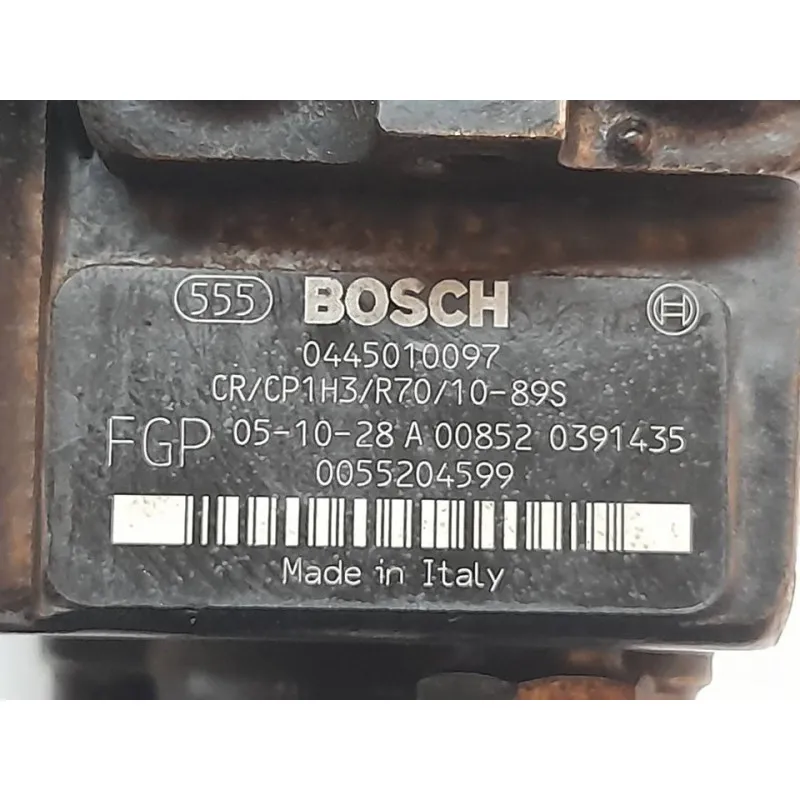 555 BOSCH
0445010097
CR/CP1H3/R70/10-89S
FGP 05-10-28 A 00852 0391435
0055204599
Made in Italy